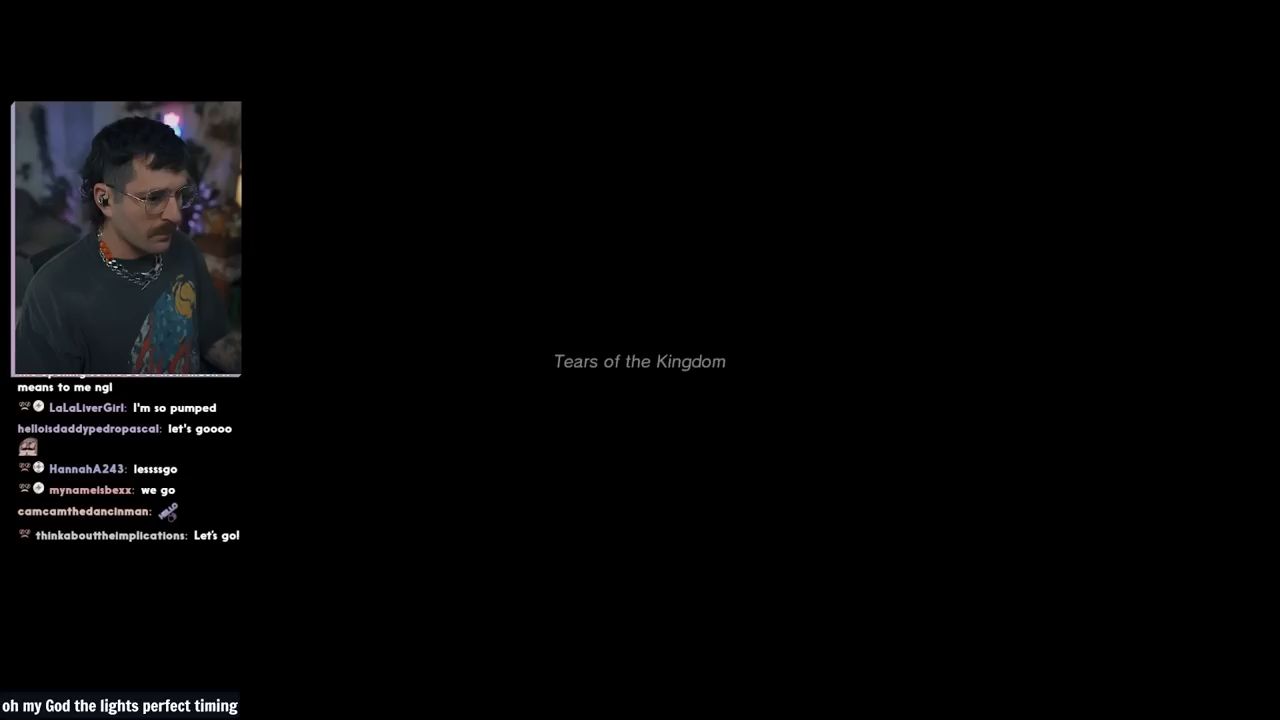 Tears of the Kingdom
means to me ngl
LaLaLiverGirl: I'm so pumped
helloisdaddypedropascal: let's goooo
HannahA243: lessssgo
mynameisbexx: we go
camcamthedancinman:
thinkabouttheimplications: Let's go!
oh my God the lights perfect timing